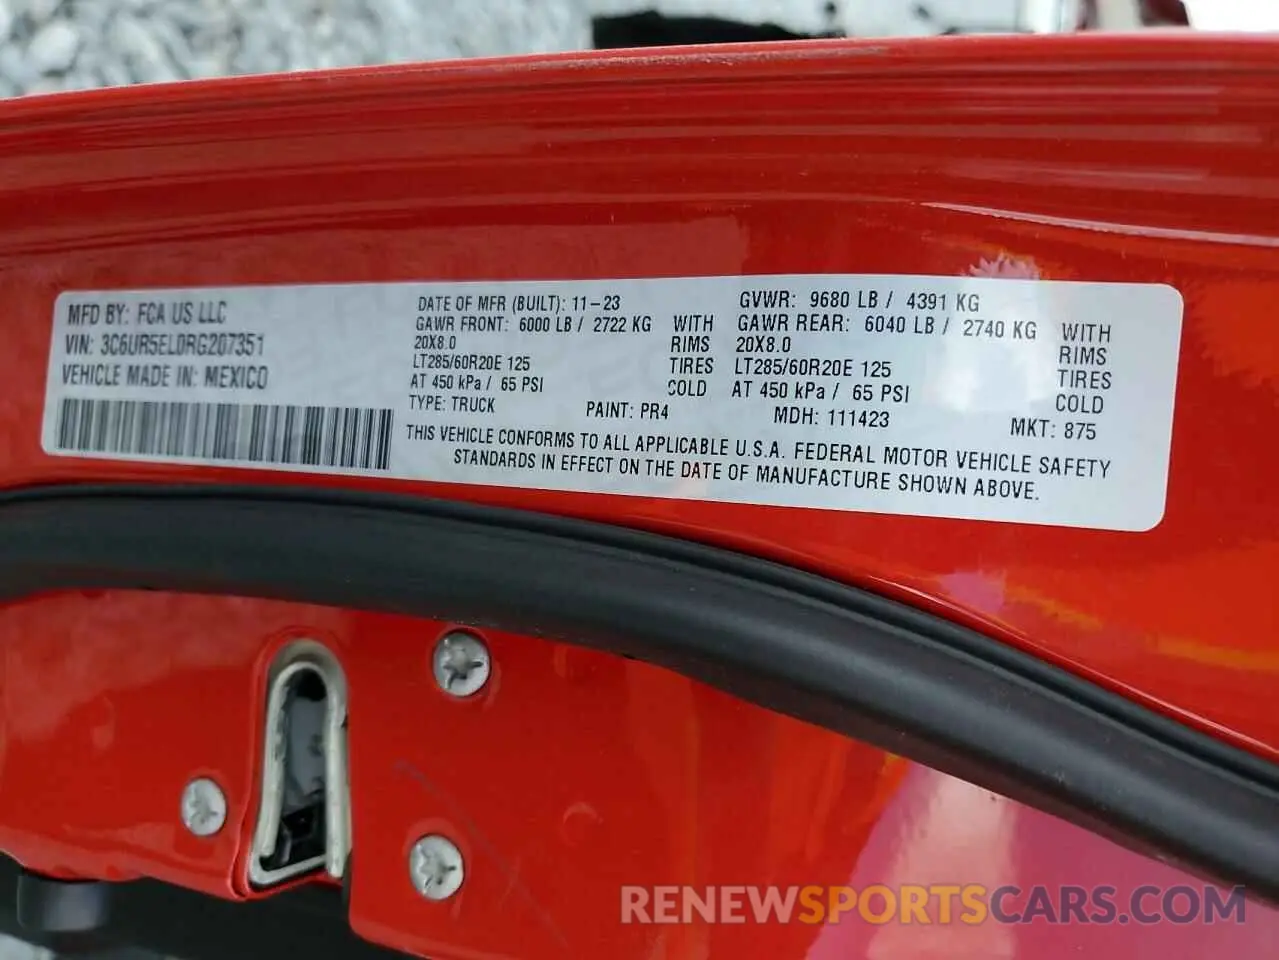 MFD BY: FCA US LLC
VIN: 3C6UR5EL0RG207351
VEHICLE MADE IN: MEXICO
DATE OF MFR (BUILT): 11-23
GAWR FRONT: 6000 LB / 2722 KG WITH
20X8.0 RIMS
LT285/60R20E 125 TIRES
AT 450 kPa / 65 PSI COLD
GVWR: 9680 LB / 4391 KG
GAWR REAR: 6040 LB / 2740 KG WITH
20X8.0 RIMS
LT285/60R20E 125 TIRES
AT 450 kPa / 65 PSI COLD
TYPE: TRUCK PAINT: PR4 MDH: 111423 MKT: 875
THIS VEHICLE CONFORMS TO ALL APPLICABLE U.S.A. FEDERAL MOTOR VEHICLE SAFETY
STANDARDS IN EFFECT ON THE DATE OF MANUFACTURE SHOWN ABOVE.
RENEWSPORTSCARS.COM